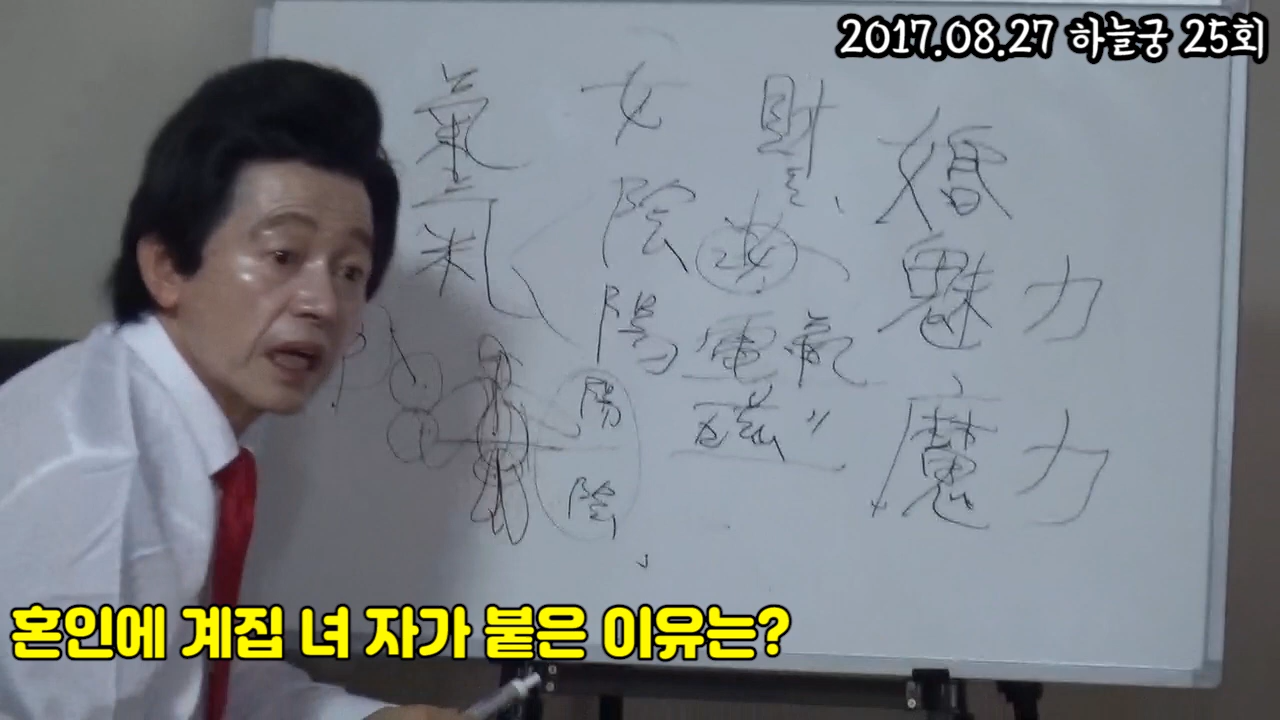 2017.08.27 하늘궁 25회
氣 女 財 婚
米 陰 魅力
陽 電氣
陽 磁〃 魔力
陰
혼인에 계집 녀 자가 붙은 이유는?